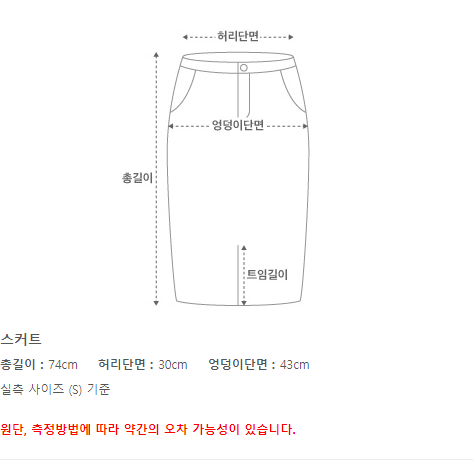 허리단면
엉덩이단면
총길이
트임길이
스커트
총길이 : 74cm 허리단면 : 30cm 엉덩이단면 : 43cm
실측 사이즈 (S) 기준
원단, 측정방법에 따라 약간의 오차 가능성이 있습니다.